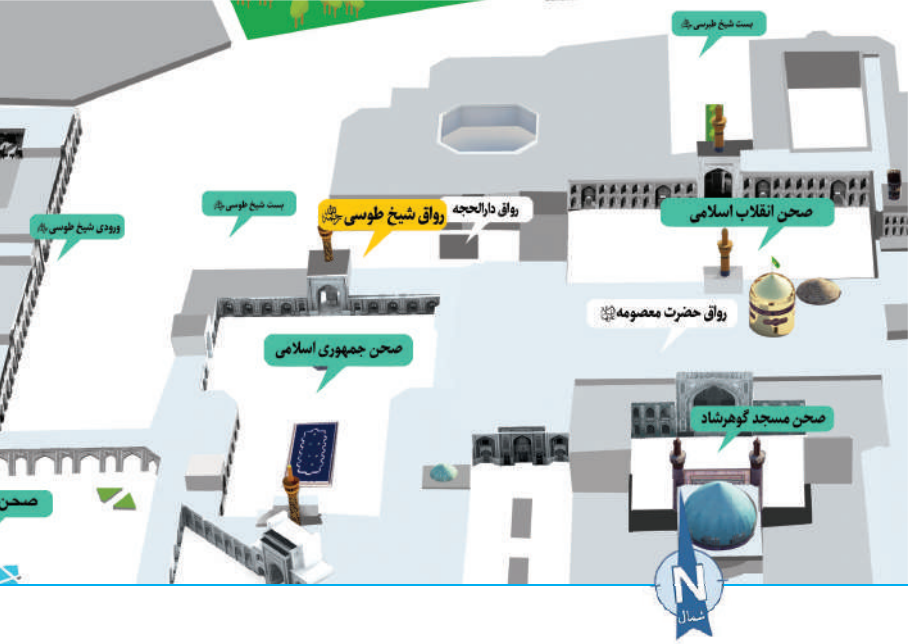 بست شیخ طبرسی
بست شیخ طوسی
ورودی شیخ طوسی
رواق شیخ طوسی
رواق دارالحجه
صحن انقلاب اسلامی
رواق حضرت معصومه
صحن جمهوری اسلامی
صحن مسجد گوهرشاد
صحن
N
شمال